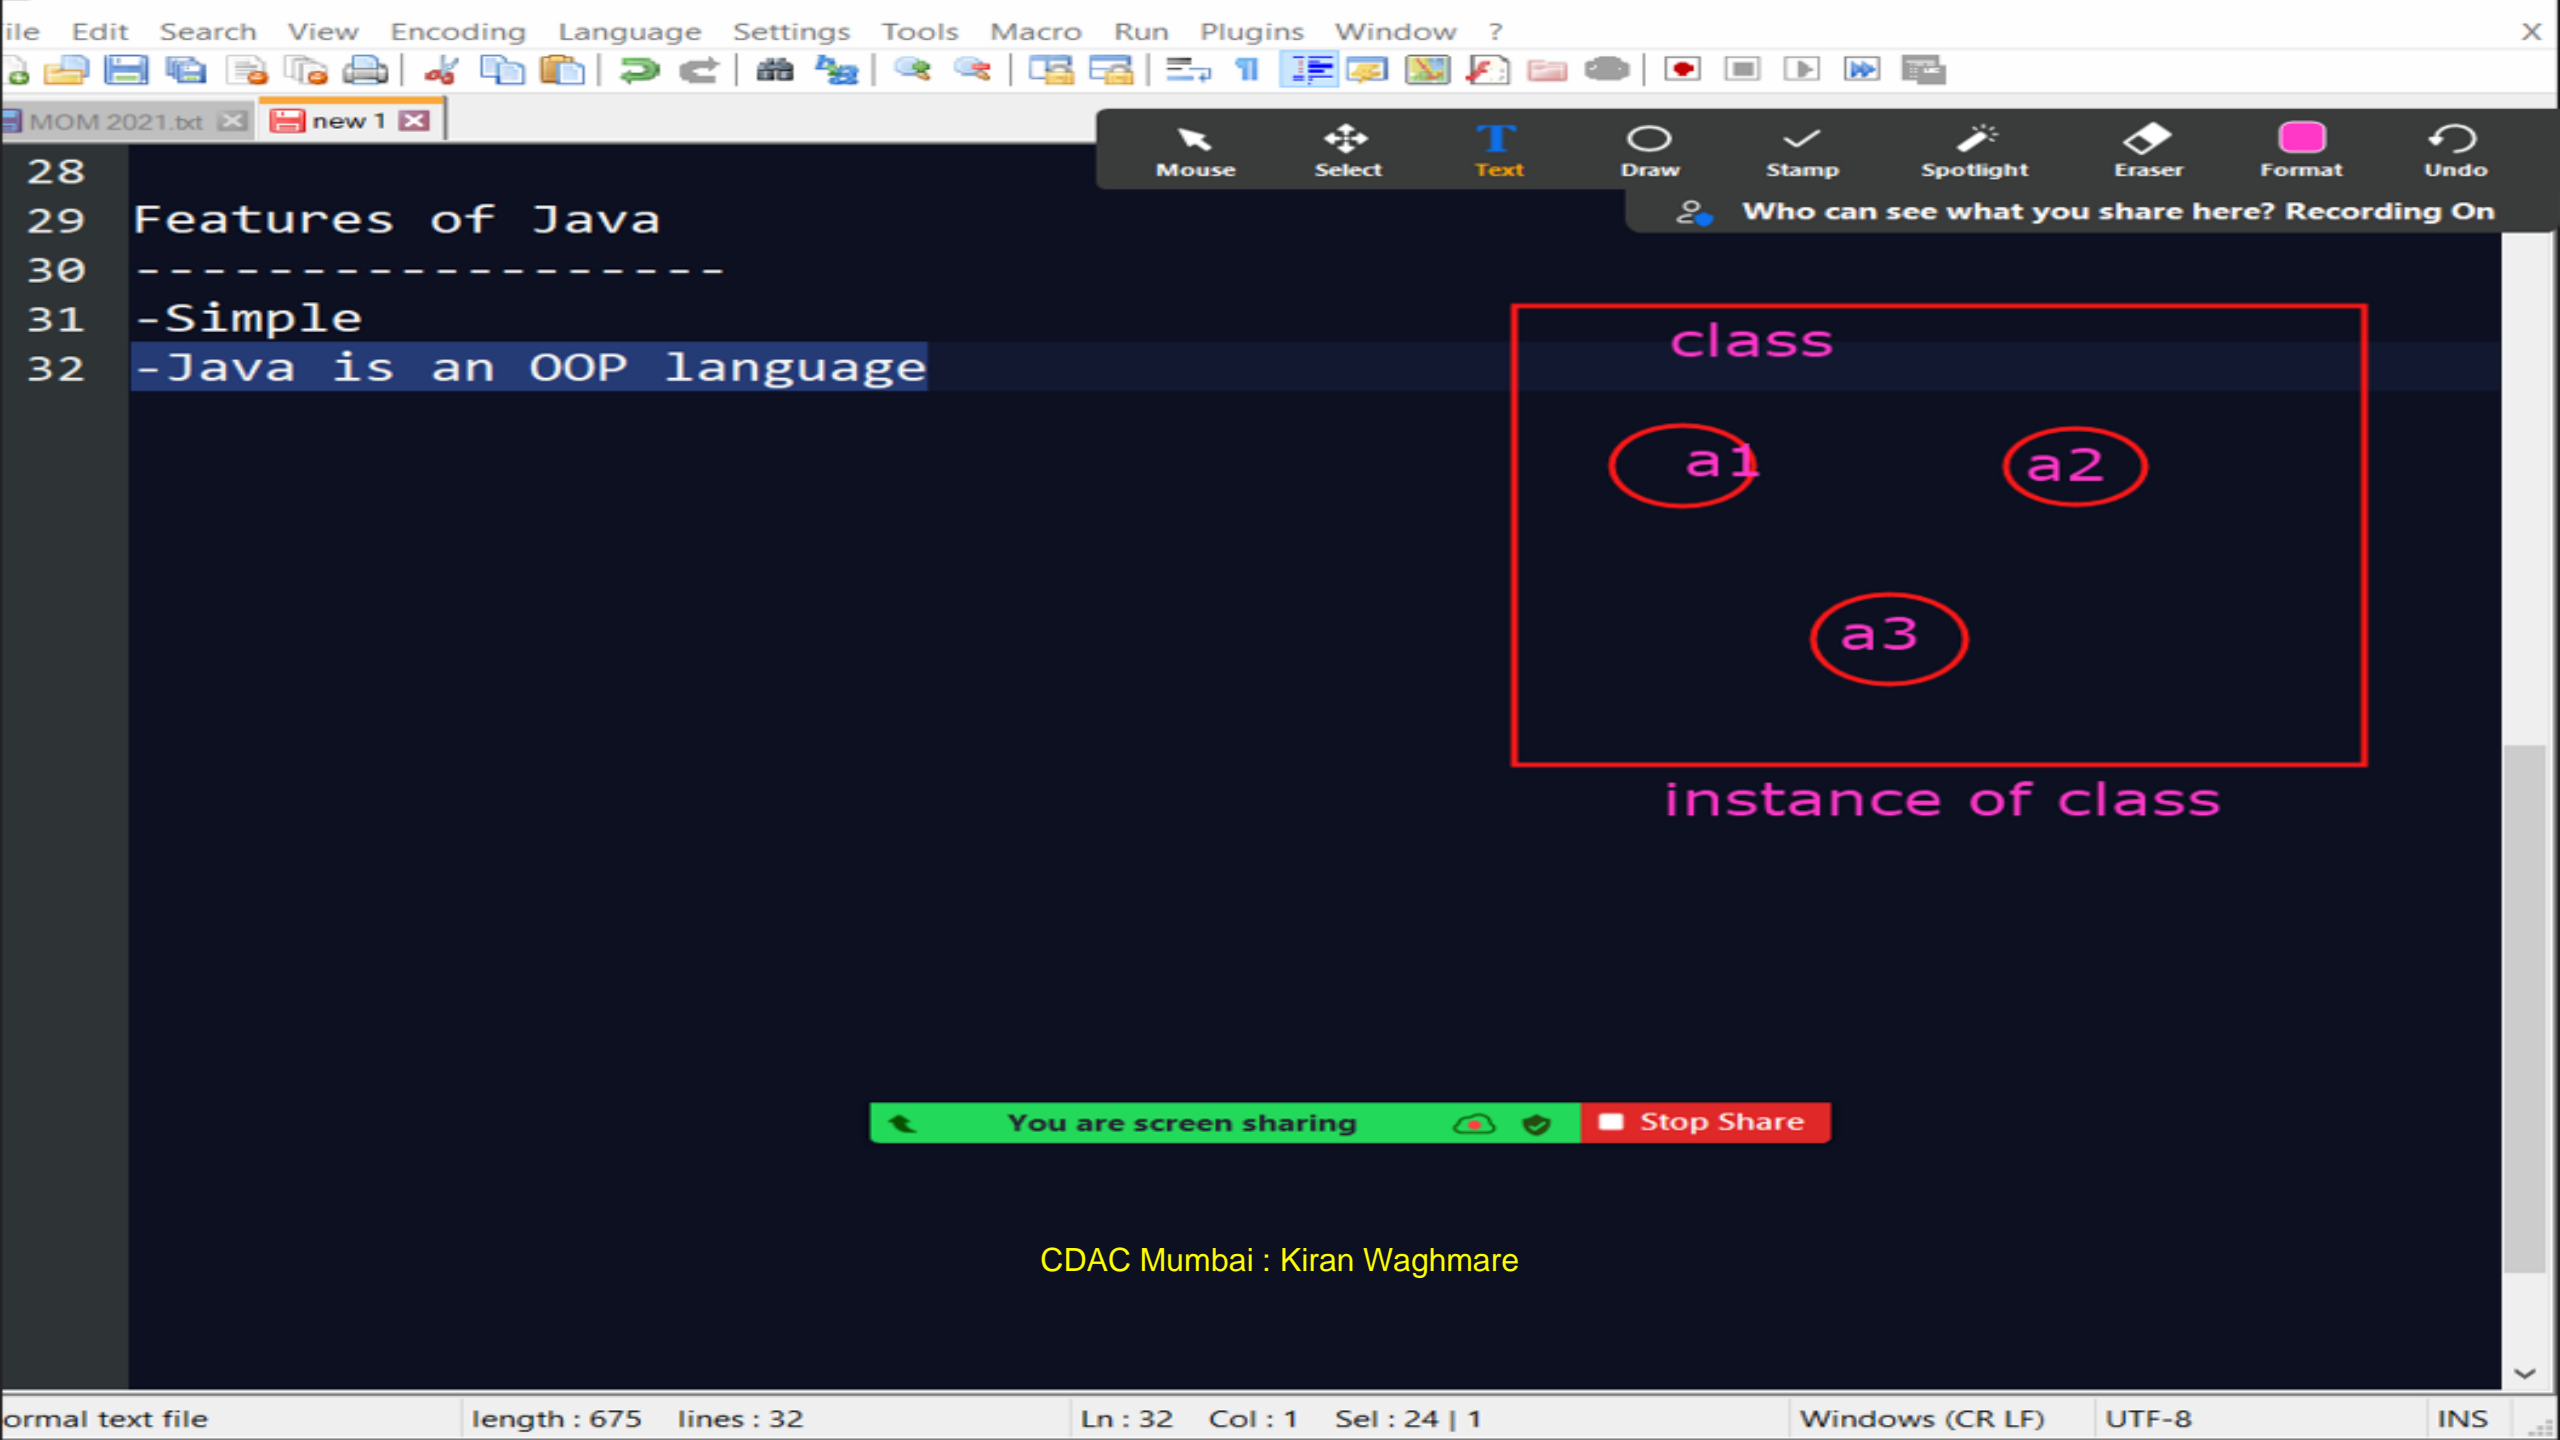 ile Edit Search View Encoding Language Settings Tools Macro Run Plugins Window ? X
MOM 2021.txt new 1
Mouse Select Text Draw Stamp Spotlight Eraser Format Undo
Who can see what you share here? Recording On
28
29 Features of Java
30 ------------------
31 -Simple
32 -Java is an OOP language
class
a1 a2
a3
instance of class
You are screen sharing Stop Share
CDAC Mumbai : Kiran Waghmare
ormal text file length : 675 lines : 32 Ln : 32 Col : 1 Sel : 24 | 1 Windows (CR LF) UTF-8 INS